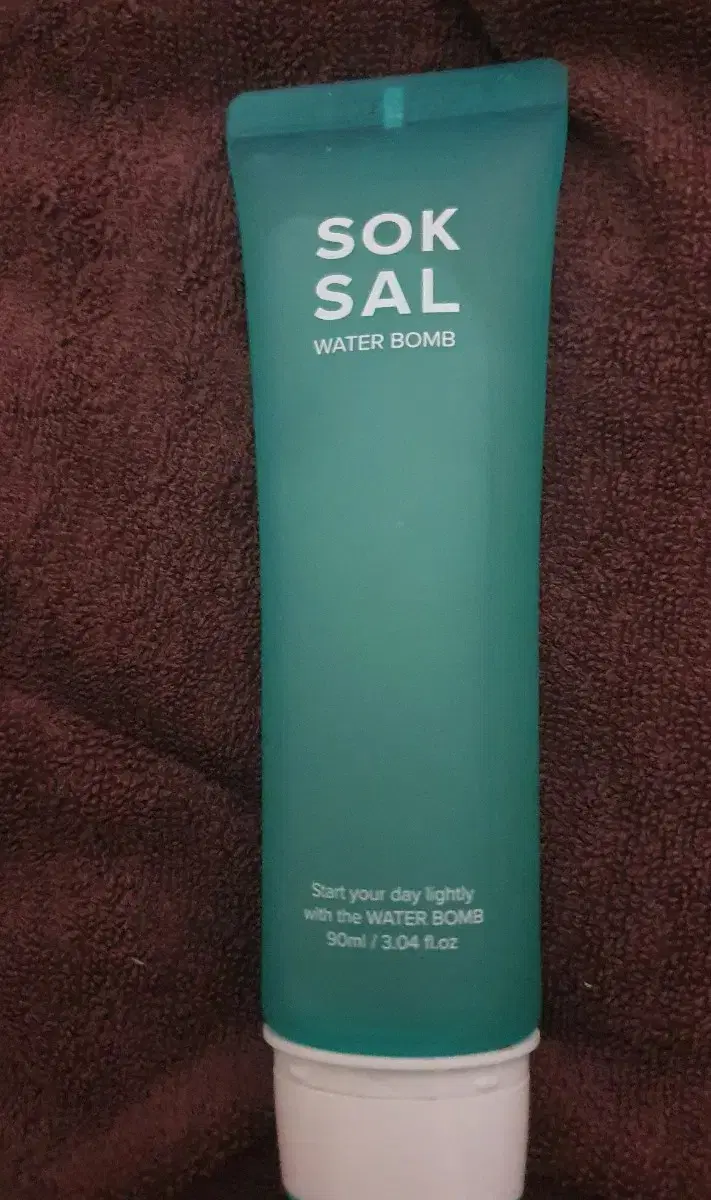 SOK
SAL
WATER BOMB
Start your day lightly
with the WATER BOMB
90ml / 3.04 fl.oz